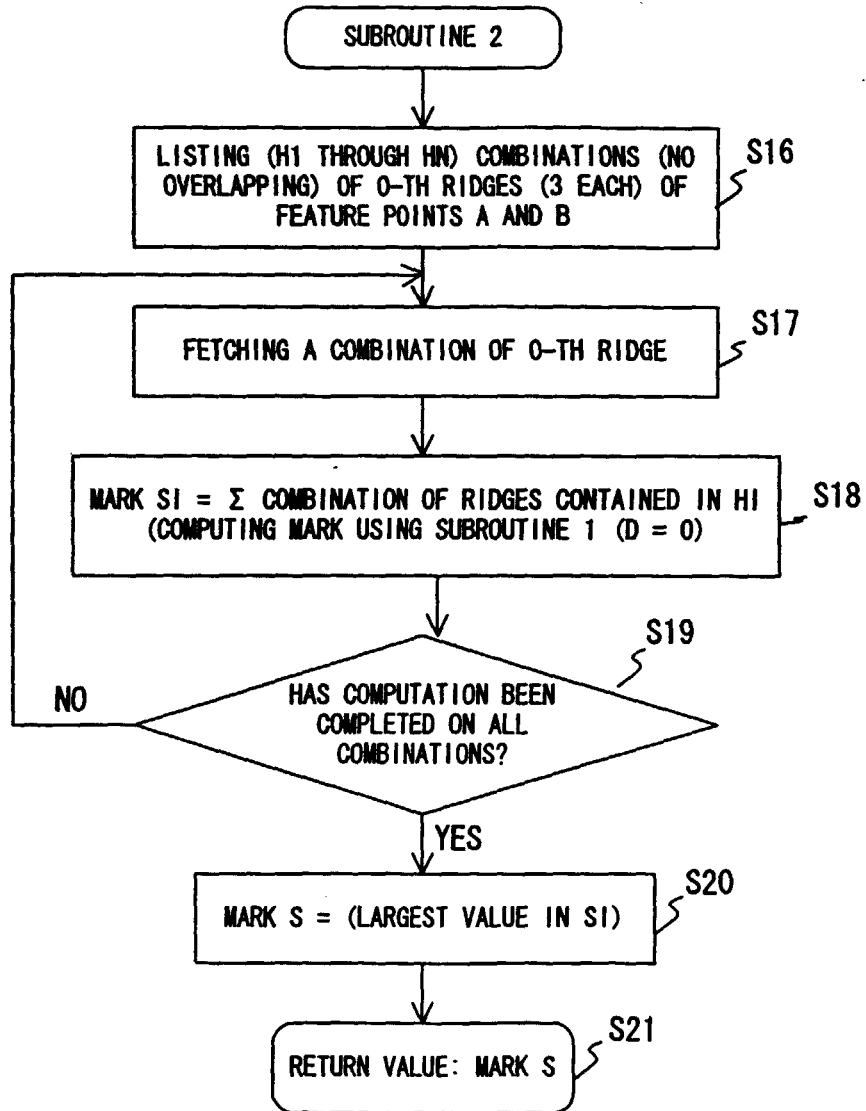 SUBROUTINE 2
LISTING (H1 THROUGH HN) COMBINATIONS (NO
OVERLAPPING) OF 0-TH RIDGES (3 EACH) OF
FEATURE POINTS A AND B
S16
FETCHING A COMBINATION OF 0-TH RIDGE
S17
MARK SI = Σ COMBINATION OF RIDGES CONTAINED IN HI
(COMPUTING MARK USING SUBROUTINE 1 (D = 0)
S18
HAS COMPUTATION BEEN
COMPLETED ON ALL
COMBINATIONS?
S19
NO
YES
MARK S = (LARGEST VALUE IN SI)
S20
RETURN VALUE: MARK S
S21